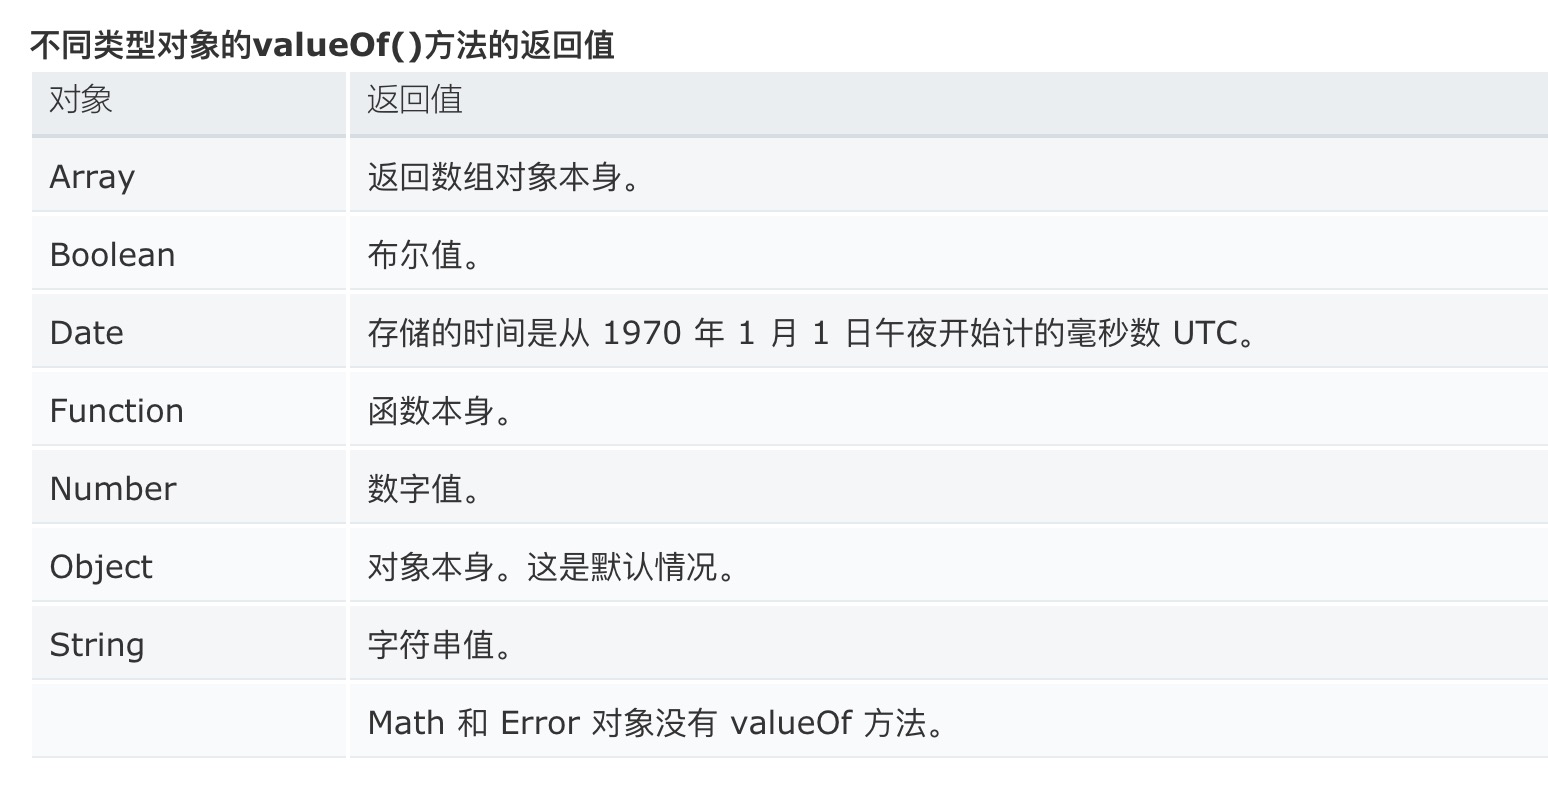 不同类型对象的valueOf()方法的返回值
对象 返回值
Array 返回数组对象本身。
Boolean 布尔值。
Date 存储的时间是从 1970 年 1 月 1 日午夜开始计的毫秒数 UTC。
Function 函数本身。
Number 数字值。
Object 对象本身。这是默认情况。
String 字符串值。
Math 和 Error 对象没有 valueOf 方法。